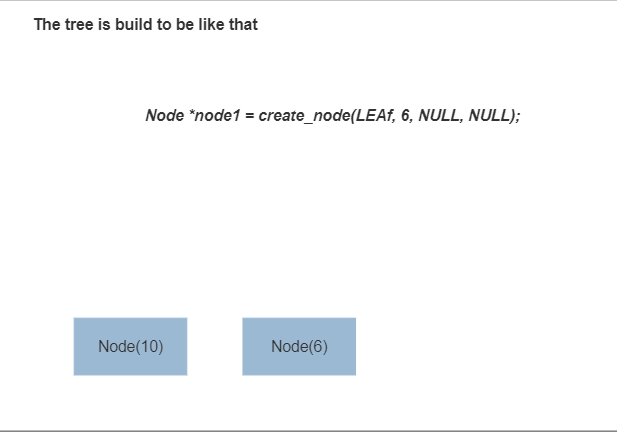 The tree is build to be like that
Node *node1 = create_node(LEAf, 6, NULL, NULL);
Node(10)
Node(6)